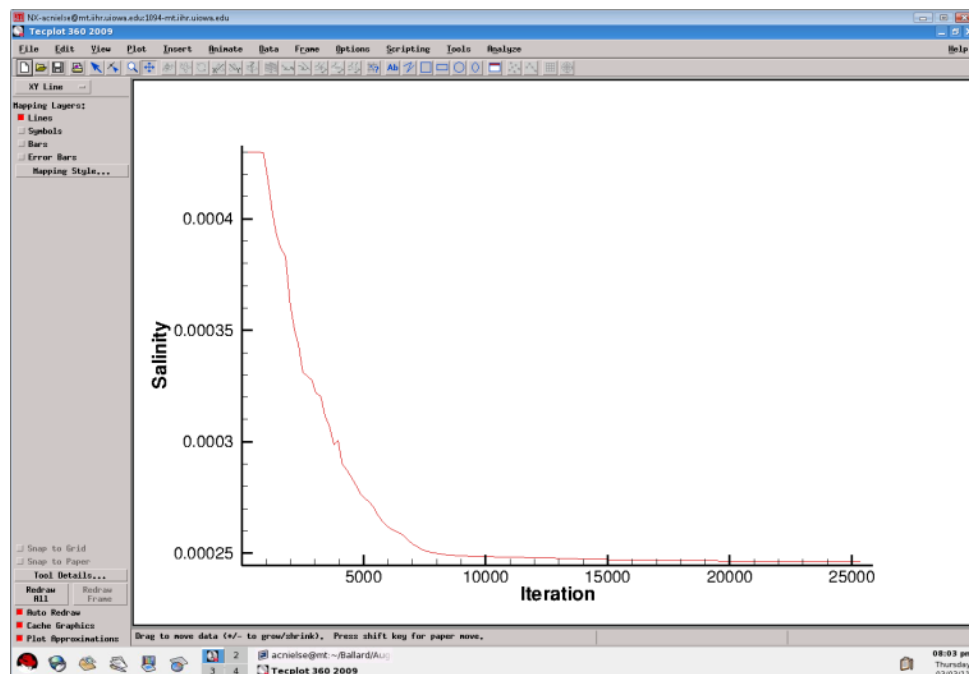 NX-acnielse@mt.iihr.uiowa.edu:1094-mt.iihr.uiowa.edu
Tecplot 360 2009
File Edit View Plot Insert Animate Data Frame Options Scripting Tools Analyze Help
XY Line
Mapping Layers:
Lines
Symbols
Bars
Error Bars
Mapping Style...
Snap to Grid
Snap to Paper
Tool Details...
Redraw All
Redraw Frame
Auto Redraw
Cache Graphics
Plot Approximations
Ab
Salinity
0.0004
0.00035
0.0003
0.00025
5000 10000 15000 20000 25000
Iteration
Drag to move data (+/- to grow/shrink). Press shift key for paper move.
2
3 4
acnielse@mt:~/Ballard/Aug
Tecplot 360 2009
08:03 pm
Thursday